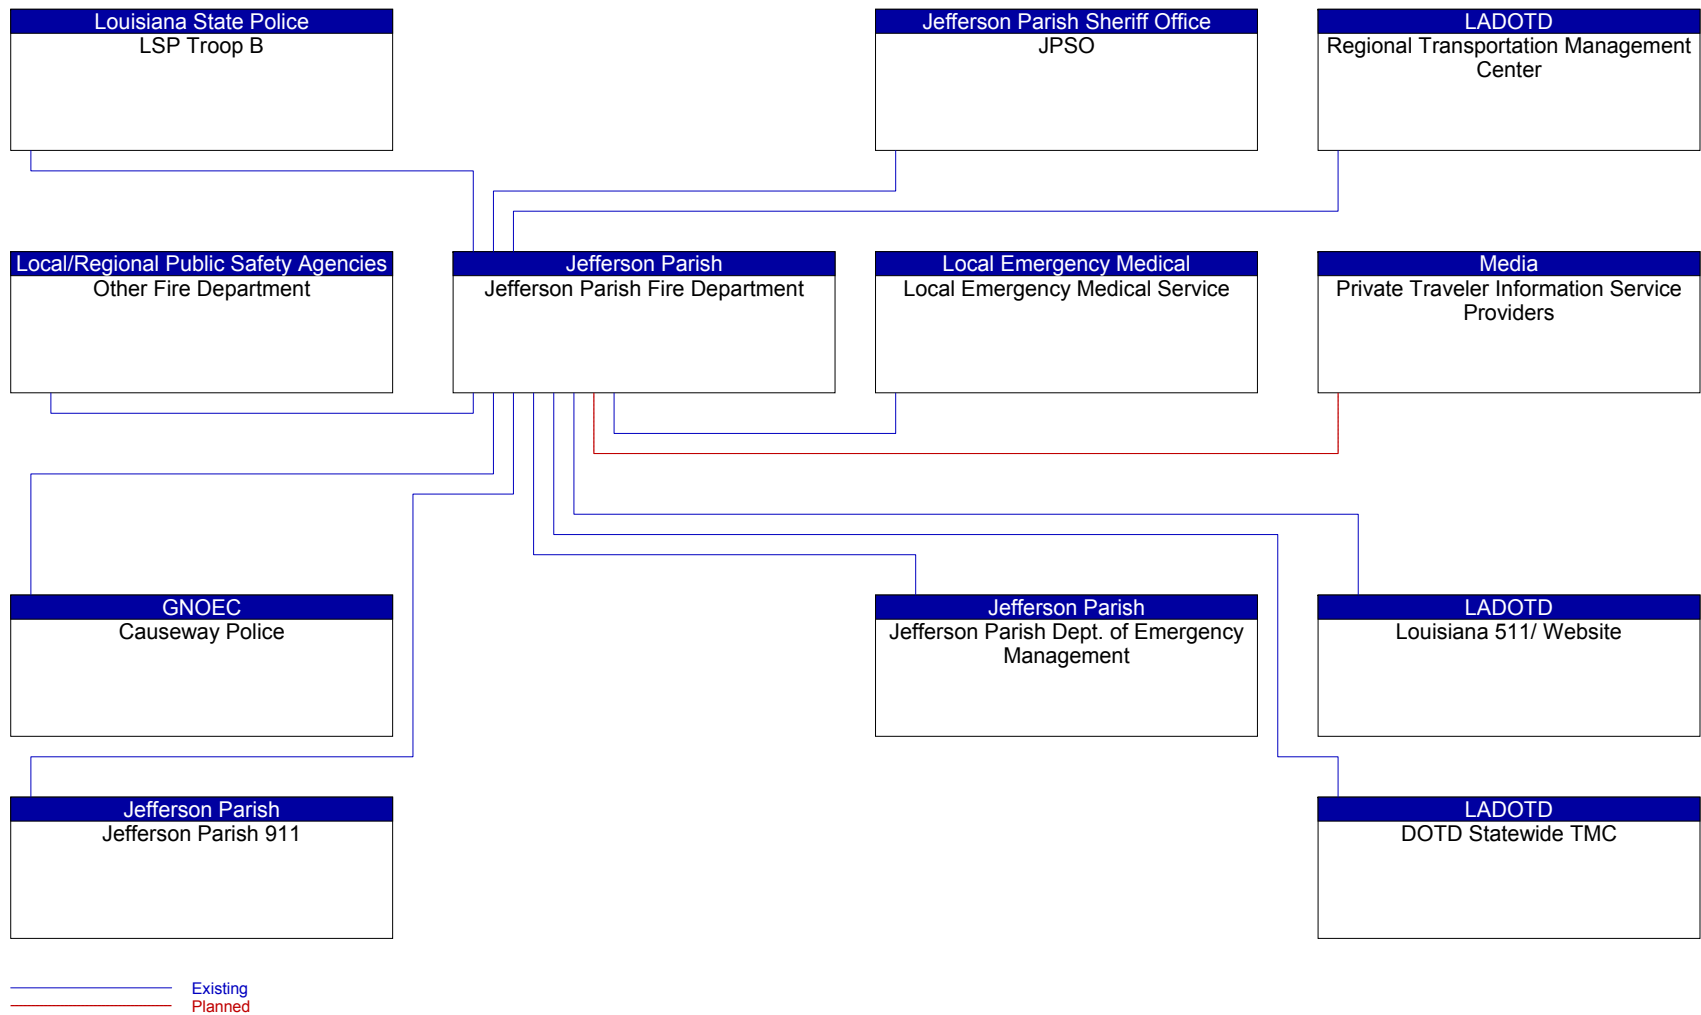 Louisiana State Police
LSP Troop B
Jefferson Parish Sheriff Office
JPSO
LADOTD
Regional Transportation Management
Center
Local/Regional Public Safety Agencies
Other Fire Department
Jefferson Parish
Jefferson Parish Fire Department
Local Emergency Medical
Local Emergency Medical Service
Media
Private Traveler Information Service
Providers
GNOEC
Causeway Police
Jefferson Parish
Jefferson Parish Dept. of Emergency
Management
LADOTD
Louisiana 511/ Website
Jefferson Parish
Jefferson Parish 911
LADOTD
DOTD Statewide TMC
Existing
Planned